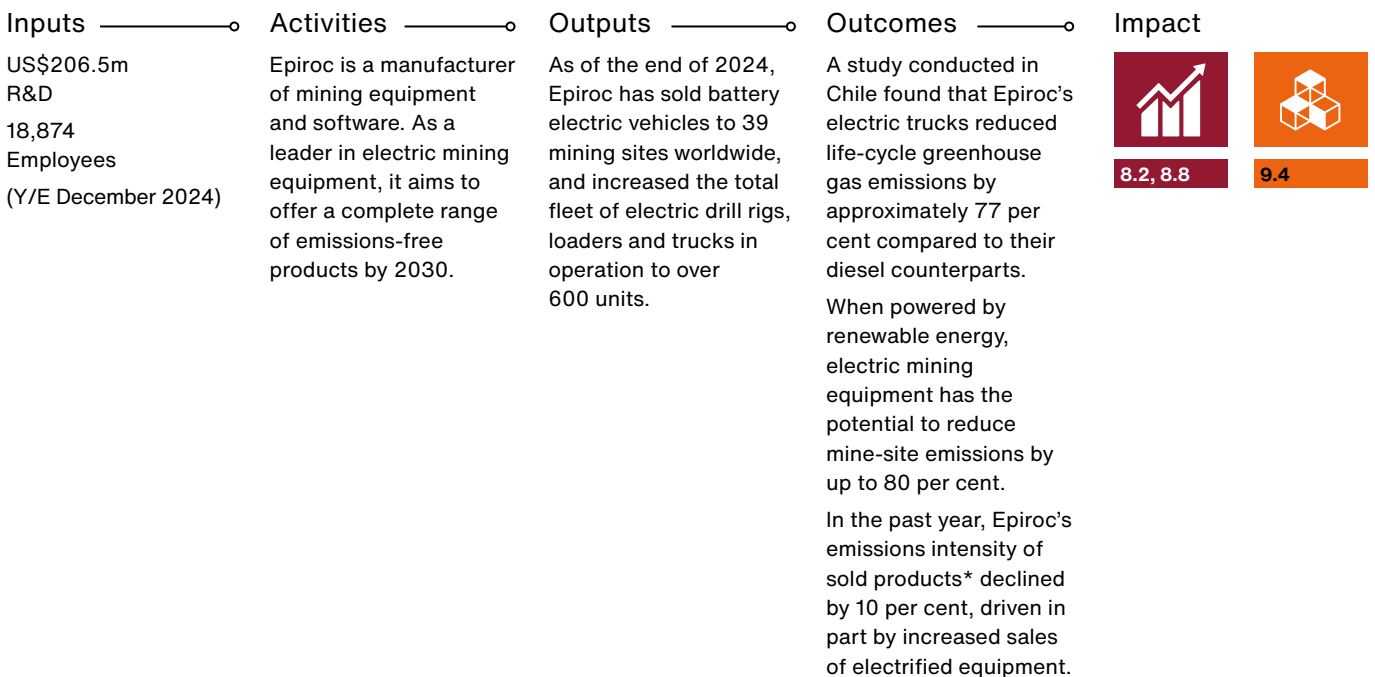 Inputs
US$206.5m
R&D
18,874
Employees
(Y/E December 2024)
Activities
Epiroc is a manufacturer
of mining equipment
and software. As a
leader in electric mining
equipment, it aims to
offer a complete range
of emissions-free
products by 2030.
Outputs
As of the end of 2024,
Epiroc has sold battery
electric vehicles to 39
mining sites worldwide,
and increased the total
fleet of electric drill rigs,
loaders and trucks in
operation to over
600 units.
Outcomes
A study conducted in
Chile found that Epiroc’s
electric trucks reduced
life-cycle greenhouse
gas emissions by
approximately 77 per
cent compared to their
diesel counterparts.
When powered by
renewable energy,
electric mining
equipment has the
potential to reduce
mine-site emissions by
up to 80 per cent.
In the past year, Epiroc’s
emissions intensity of
sold products* declined
by 10 per cent, driven in
part by increased sales
of electrified equipment.
Impact
8.2, 8.8
9.4